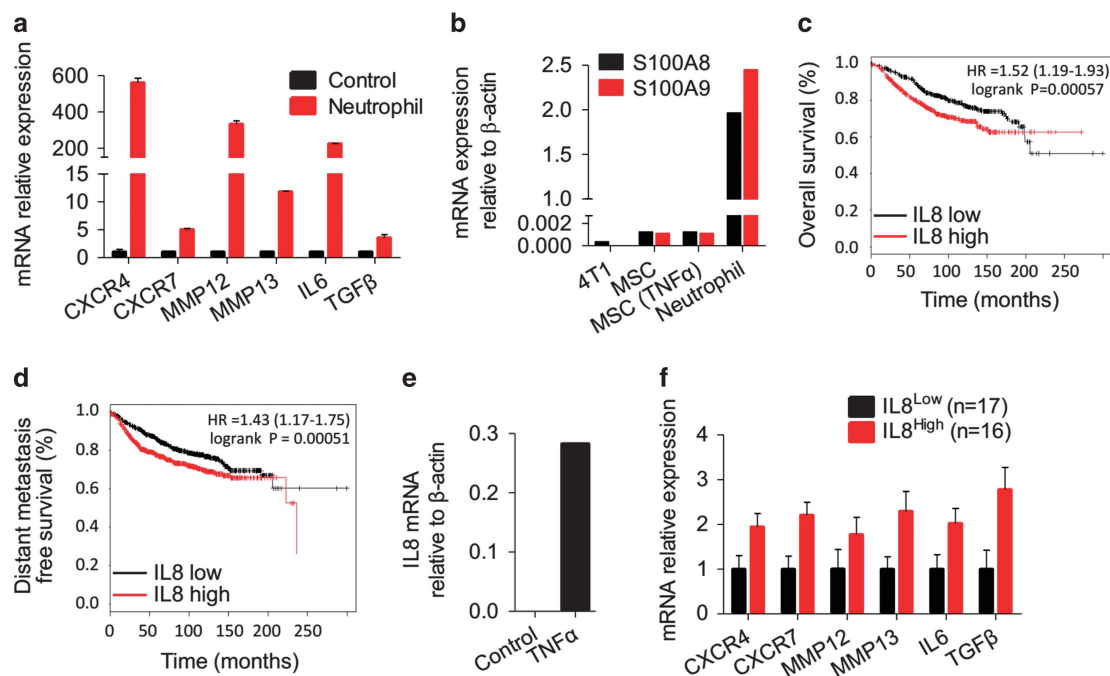 a
mRNA relative expression
600
400
200
15
10
5
0
Control
Neutrophil
CXCR4
CXCR7
MMP12
MMP13
IL6
TGFβ
b
mRNA expression
relative to β-actin
2.5
2.0
1.5
1.0
0.002
0.000
S100A8
S100A9
4T1
MSC
MSC (TNFα)
Neutrophil
c
Overall survival (%)
1.0
0.8
0.6
0.4
0.2
0.0
HR =1.52 (1.19-1.93)
logrank P=0.00057
IL8 low
IL8 high
0 50 100 150 200 250
Time (months)
d
Distant metastasis
free survival (%)
1.0
0.8
0.6
0.4
0.2
0.0
HR =1.43 (1.17-1.75)
logrank P = 0.00051
IL8 low
IL8 high
0 50 100 150 200 250
Time (months)
e
IL8 mRNA
relative to β-actin
0.3
0.2
0.1
0.0
Control
TNFα
f
IL8Low (n=17)
IL8High (n=16)
mRNA relative expression
4
3
2
1
0
CXCR4
CXCR7
MMP12
MMP13
IL6
TGFβ